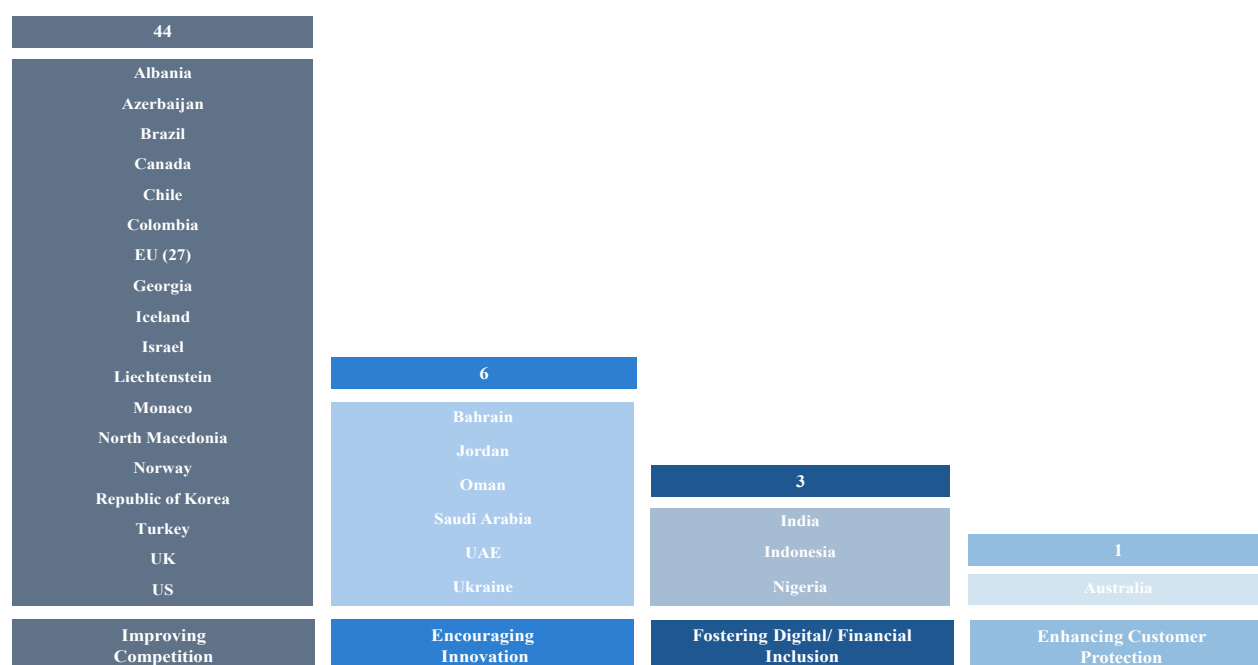 44
Albania
Azerbaijan
Brazil
Canada
Chile
Colombia
EU (27)
Georgia
Iceland
Israel
Liechtenstein
Monaco
North Macedonia
Norway
Republic of Korea
Turkey
UK
US
Improving
Competition
6
Bahrain
Jordan
Oman
Saudi Arabia
UAE
Ukraine
Encouraging
Innovation
3
India
Indonesia
Nigeria
Fostering Digital/ Financial
Inclusion
1
Australia
Enhancing Customer
Protection